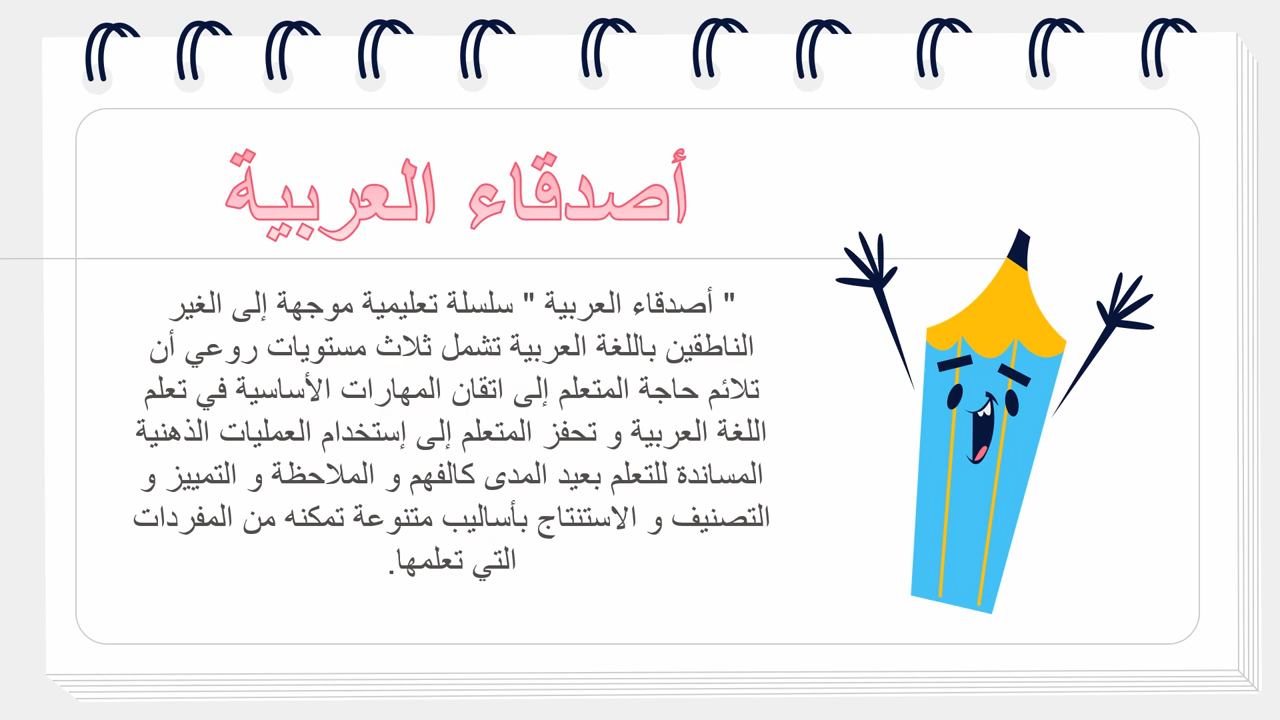 أصدقاء العربية
" أصدقاء العربية " سلسلة تعليمية موجهة إلى الغير
الناطقين باللغة العربية تشمل ثلاث مستويات روعي أن
تلائم حاجة المتعلم إلى اتقان المهارات الأساسية في تعلم
اللغة العربية و تحفز المتعلم إلى إستخدام العمليات الذهنية
المساندة للتعلم بعيد المدى كالفهم و الملاحظة و التمييز و
التصنيف و الاستنتاج بأساليب متنوعة تمكنه من المفردات
التي تعلمها.